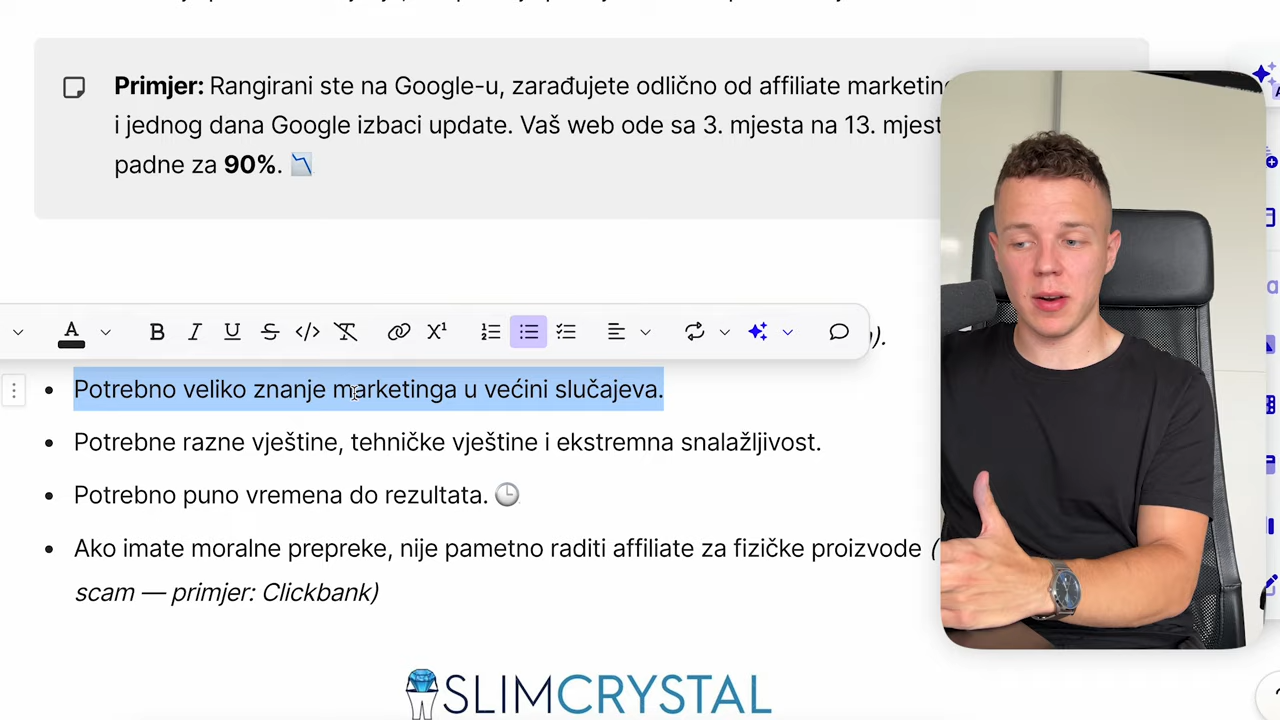 Primjer: Rangirani ste na Google-u, zarađujete odlično od affiliate
i jednog dana Google izbaci update. Vaš web ode sa 3. mjesta na 13.
padne za 90%.
Potrebno veliko znanje marketinga u većini slučajeva.
Potrebne razne vještine, tehničke vještine i ekstremna snalažljivost.
Potrebno puno vremena do rezultata.
Ako imate moralne prepreke, nije pametno raditi affiliate za fizičke proizvode (
scam — primjer: Clickbank)
SLIMCRYSTAL